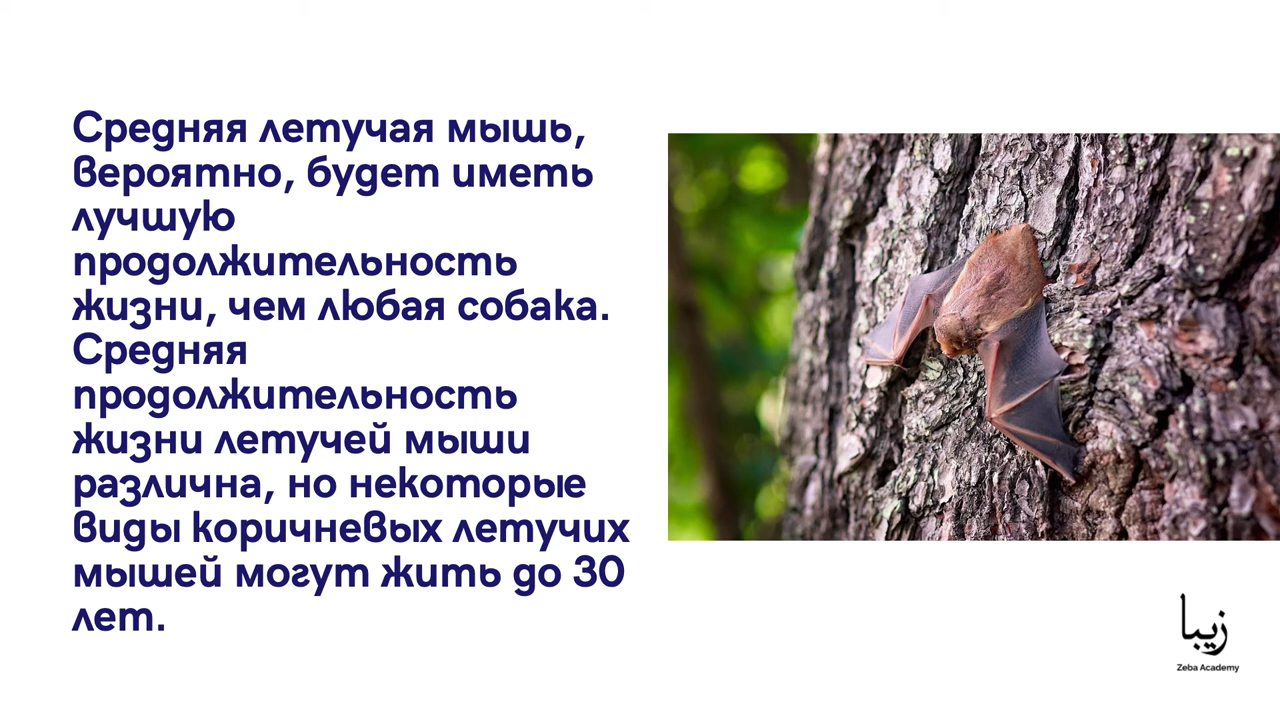 Средняя летучая мышь,
вероятно, будет иметь
лучшую
продолжительность
жизни, чем любая собака.
Средняя
продолжительность
жизни летучей мыши
различна, но некоторые
виды коричневых летучих
мышей могут жить до 30
лет.
زيبا
Zeba Academy